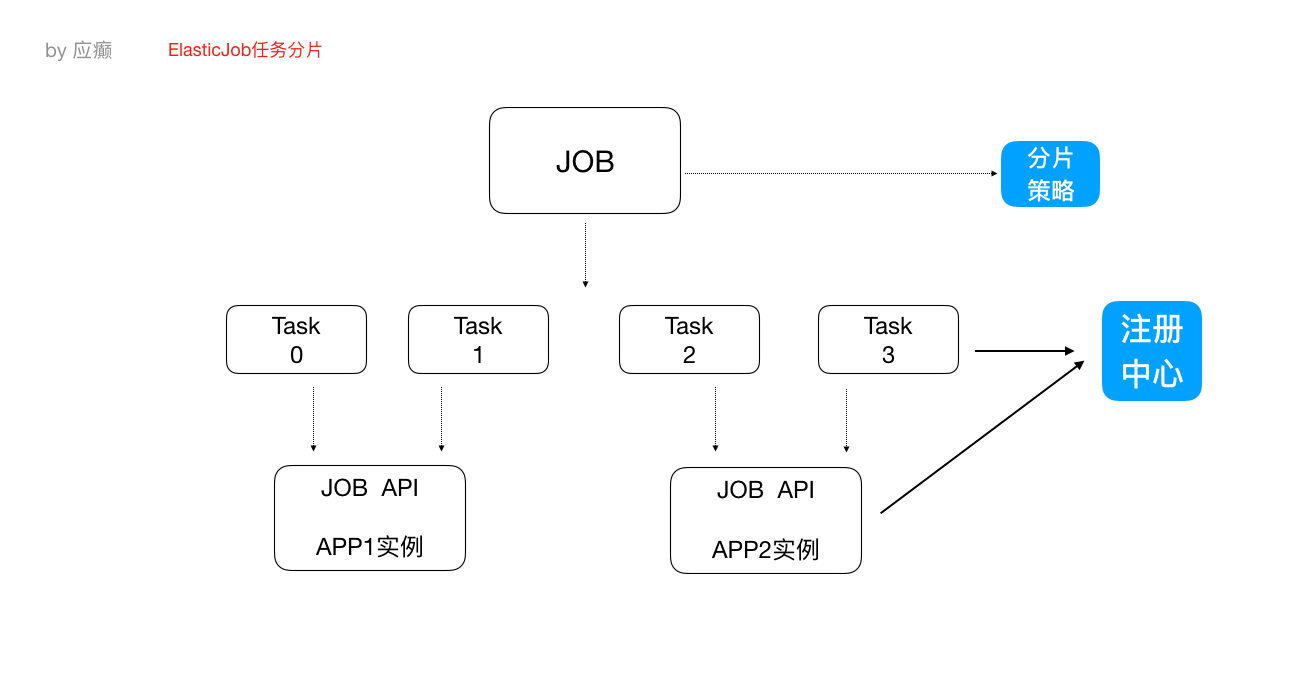 by 应癫
ElasticJob任务分片
JOB
分片
策略
Task
0
Task
1
Task
2
Task
3
注册
中心
JOB API
APP1实例
JOB API
APP2实例